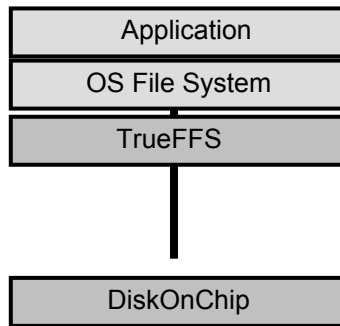 Application
OS File System
TrueFFS
DiskOnChip